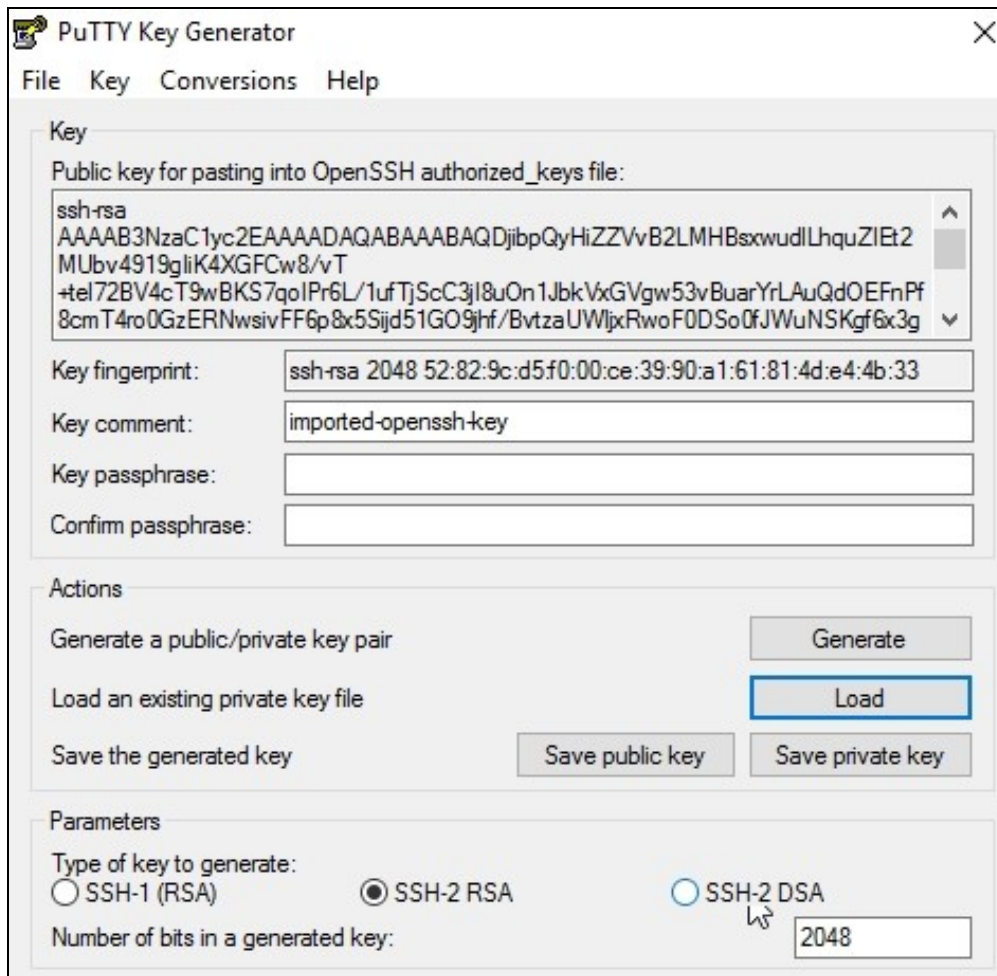 PuTTY Key Generator
File Key Conversions Help
Key
Public key for pasting into OpenSSH authorized_keys file:
ssh-rsa
AAAAB3NzaC1yc2EAAAADAQABAAABAQDjibpQyHiZZVvB2LMHBsxwudlLhquZIEt2
MUbv4919gliK4XGFCw8/vT
+tel72BV4cT9wBKS7qolPr6L/1ufTjScC3jI8uOn1JbkVxGVgw53vBuarYrLAuQdOEFnPf
8cmT4ro0GzERNwsivFF6p8x5Sijd51GO9jhf/BvtzaUWljxRwoF0DSo0fJWuNSKgf6x3g
Key fingerprint: ssh-rsa 2048 52:82:9c:d5:f0:00:ce:39:90:a1:61:81:4d:e4:4b:33
Key comment: imported-openssh-key
Key passphrase:
Confirm passphrase:
Actions
Generate a public/private key pair Generate
Load an existing private key file Load
Save the generated key Save public key Save private key
Parameters
Type of key to generate:
SSH-1 (RSA) SSH-2 RSA SSH-2 DSA
Number of bits in a generated key: 2048